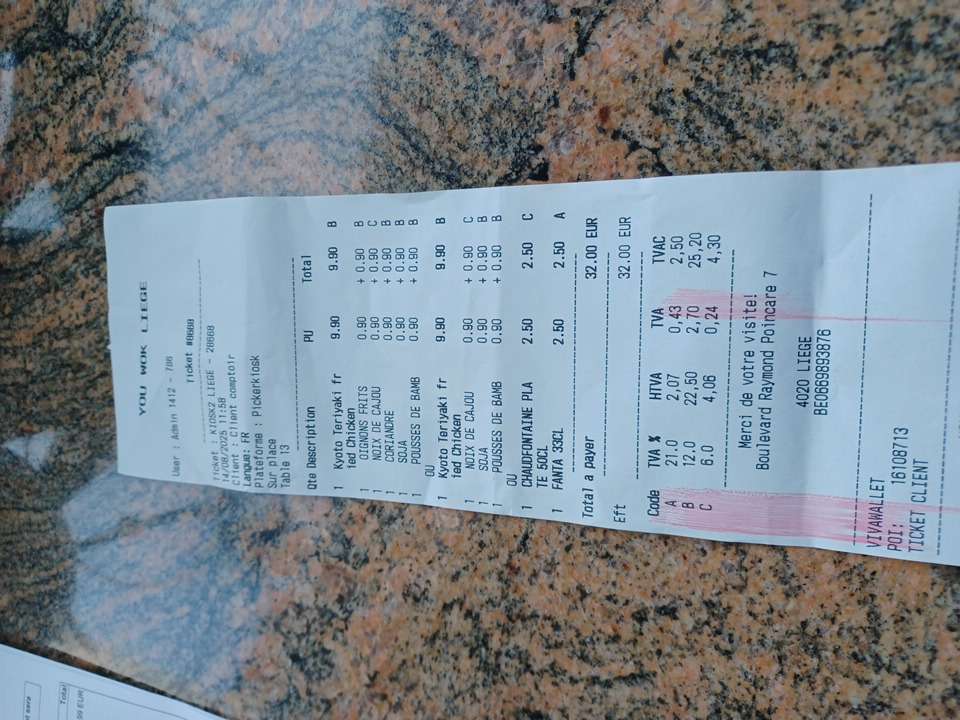 YOU WOK LIEGE
User : Admin 1412 - 786
Ticket #8668
Ticket : KIOSK2 LIEGE - 28668
14/08/2025 11:58
Client : Client comptoir
Langue: FR
Plateforme : Pickerkiosk
Sur place
Table 13
Qte Description PU Total
1 Kyoto Teriyaki fr 9.90 9.90 B
ied Chicken
1 OIGNONS FRITS 0.90 + 0.90 B
1 NOIX DE CAJOU 0.90 + 0.90 C
1 CORIANDRE 0.90 + 0.90 B
1 SOJA 0.90 + 0.90 B
1 POUSSES DE BAMB 0.90 + 0.90 B
OU
1 Kyoto Teriyaki fr 9.90 9.90 B
ied Chicken
1 NOIX DE CAJOU 0.90 + 0.90 C
1 SOJA 0.90 + 0.90 B
1 POUSSES DE BAMB 0.90 + 0.90 B
OU
1 CHAUDFONTAINE PLA 2.50 2.50 C
TE 50CL
1 FANTA 33CL 2.50 2.50 A
Total a payer 32.00 EUR
Eft 32.00 EUR
Code TVA % HTVA TVA TVAC
A 21.0 2,07 0,43 2,50
B 12.0 22,50 2,70 25,20
C 6.0 4,06 0,24 4,30
Merci de votre visite!
Boulevard Raymond Poincare 7
4020 LIEGE
BE0669893876
VIVAWALLET
POI: 16108713
TICKET CLIENT
Total
99 EUR